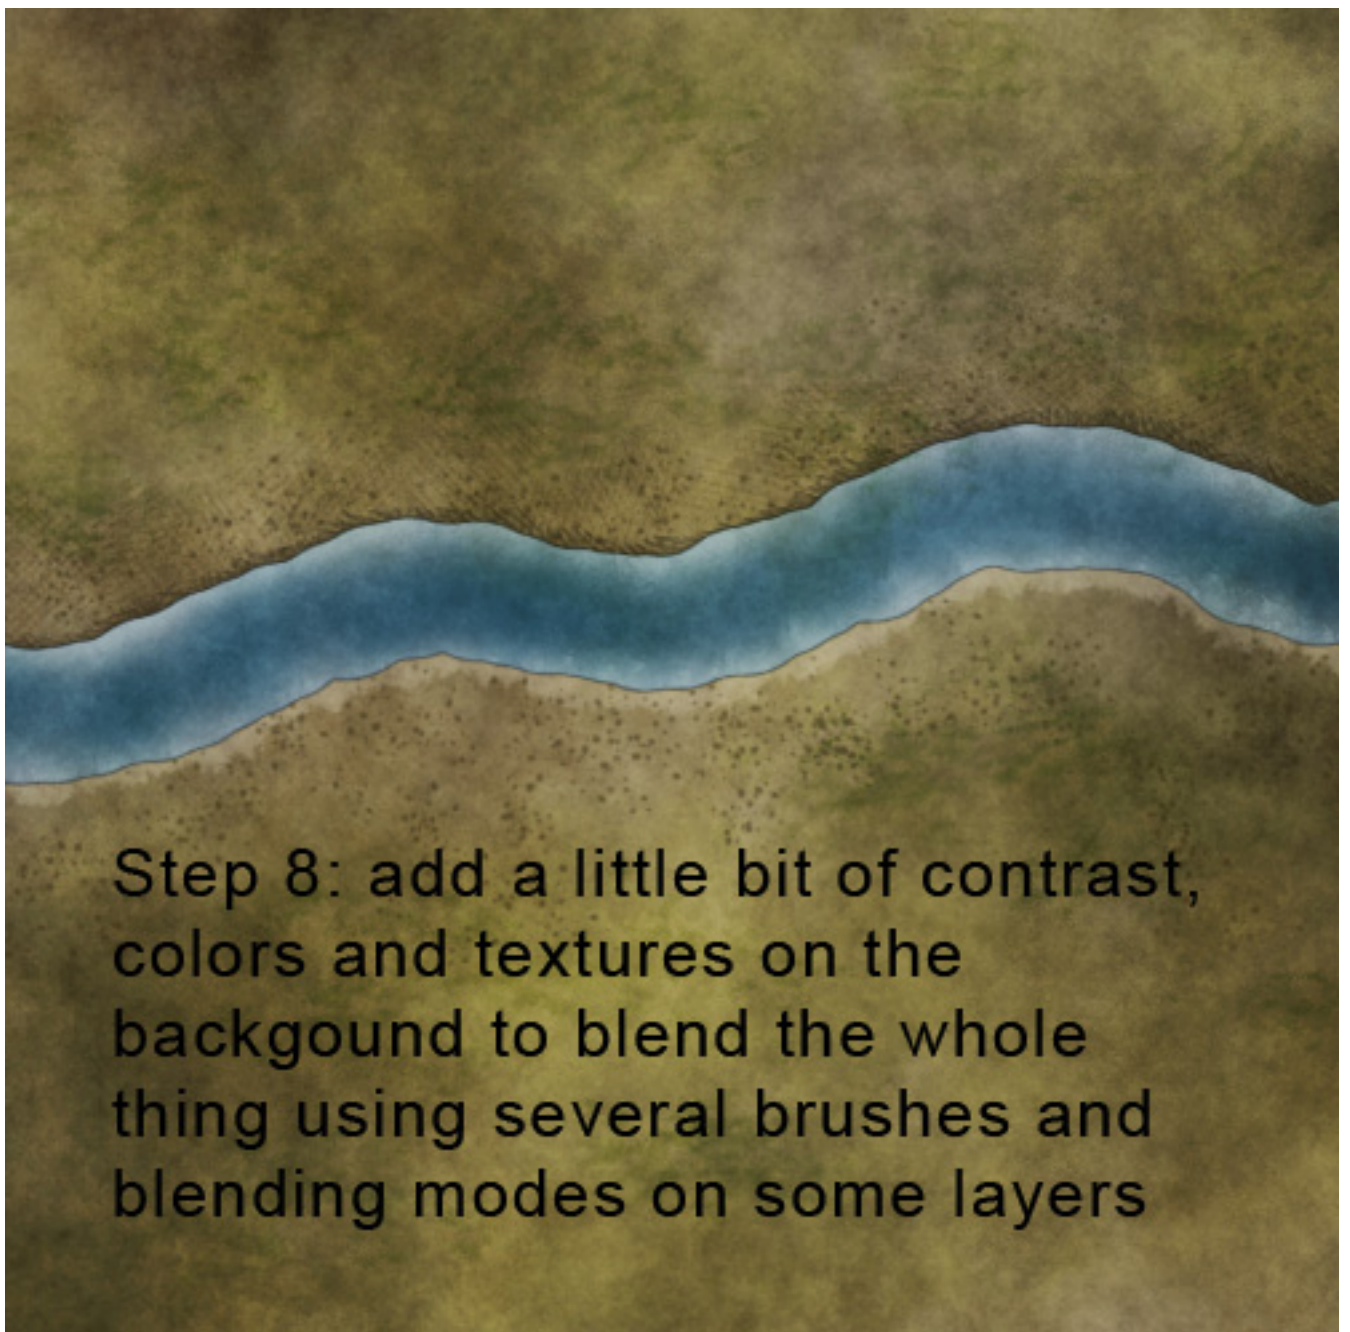 Step 8: add a little bit of contrast,
colors and textures on the
backgound to blend the whole
thing using several brushes and
blending modes on some layers